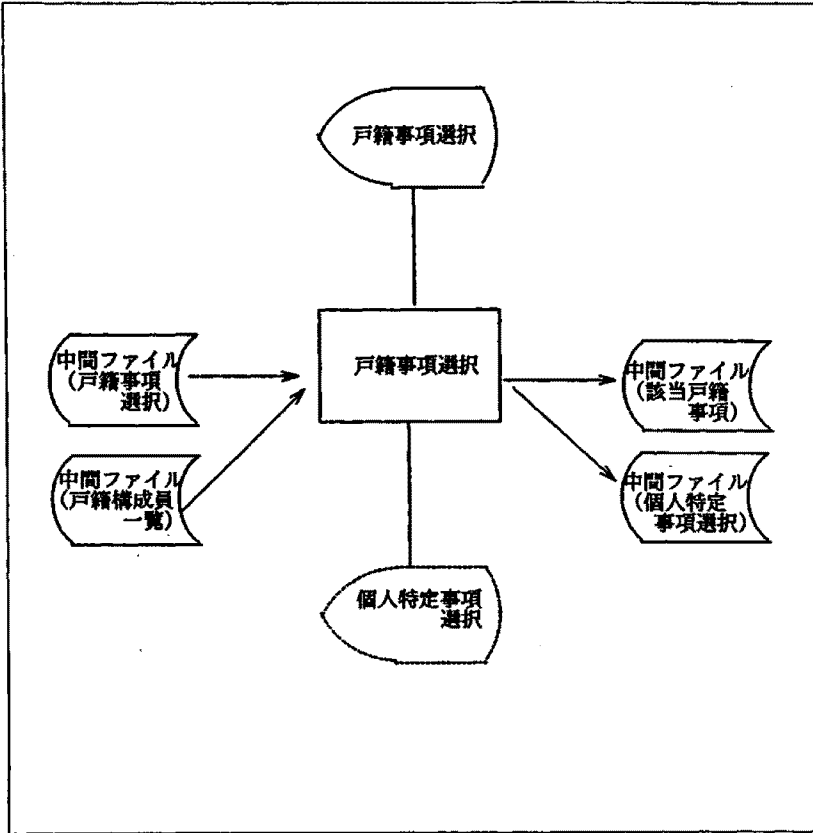 戸籍事項選択
戸籍事項選択
中間ファイル
(戸籍事項
選択)
中間ファイル
(戸籍構成員
一覧)
中間ファイル
(該当戸籍
事項)
中間ファイル
(個人特定
事項選択)
個人特定事項
選択